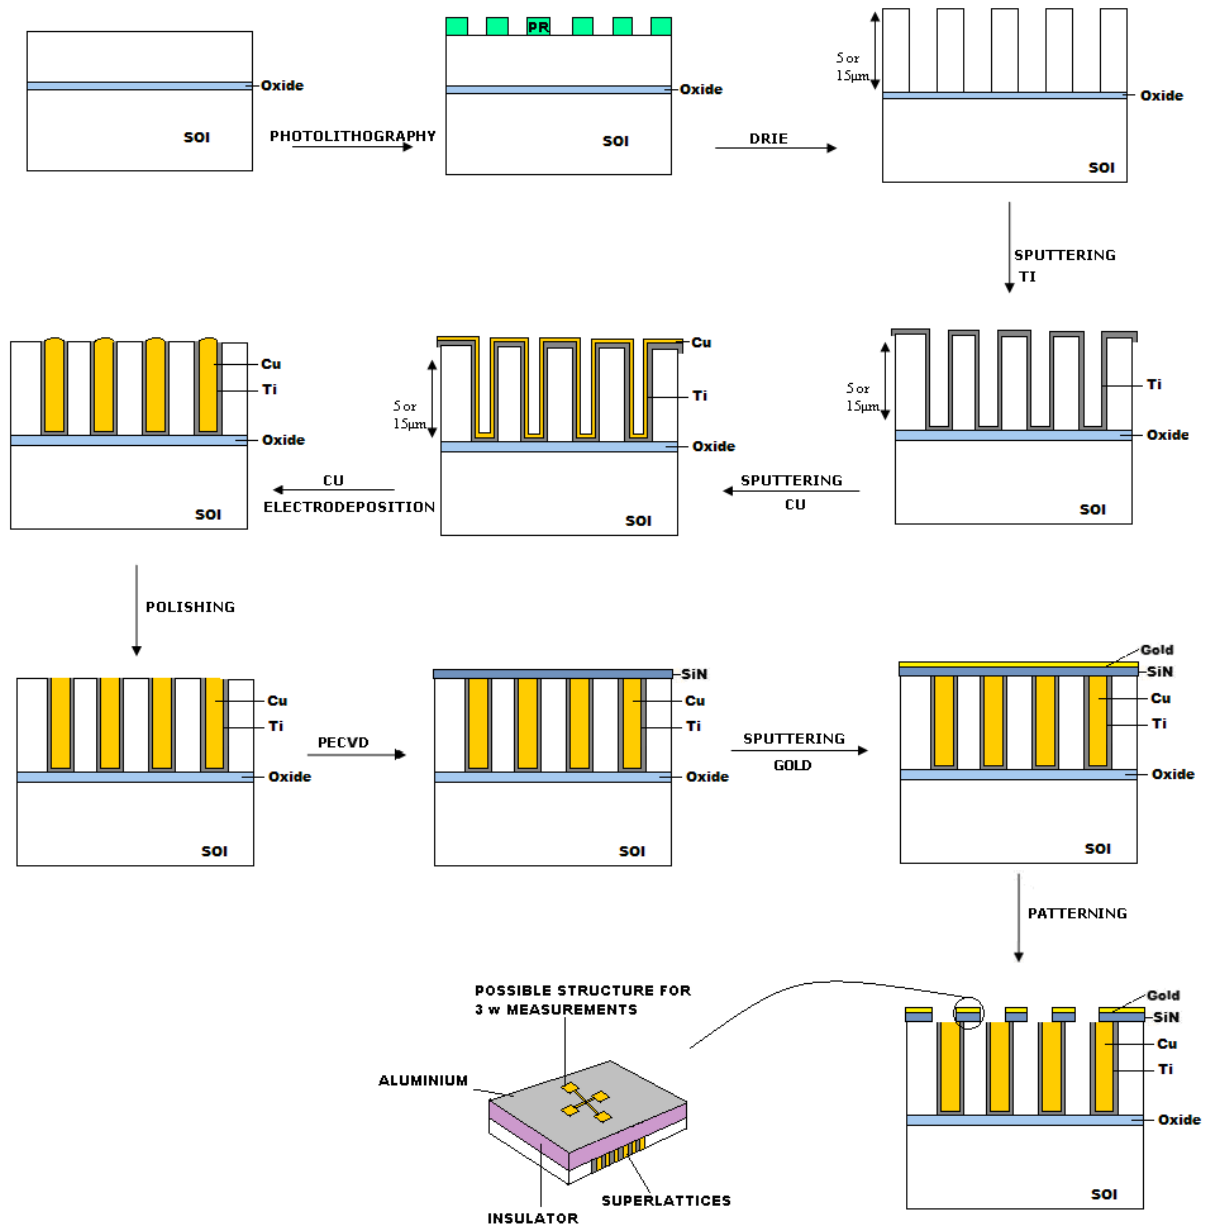 Oxide
SOI
PHOTOLITHOGRAPHY
PR
Oxide
SOI
DRIE
5 or
15μm
Oxide
SOI
SPUTTERING
TI
Ti
5 or
15μm
Oxide
SOI
SPUTTERING
CU
Cu
Ti
5 or
15μm
Oxide
SOI
CU
ELECTRODEPOSITION
Cu
Ti
Oxide
SOI
POLISHING
Cu
Ti
Oxide
SOI
PECVD
SiN
Cu
Ti
Oxide
SOI
SPUTTERING
GOLD
Gold
SiN
Cu
Ti
Oxide
SOI
PATTERNING
Gold
SiN
Cu
Ti
Oxide
SOI
POSSIBLE STRUCTURE FOR
3 w MEASUREMENTS
ALUMINIUM
SUPERLATTICES
INSULATOR